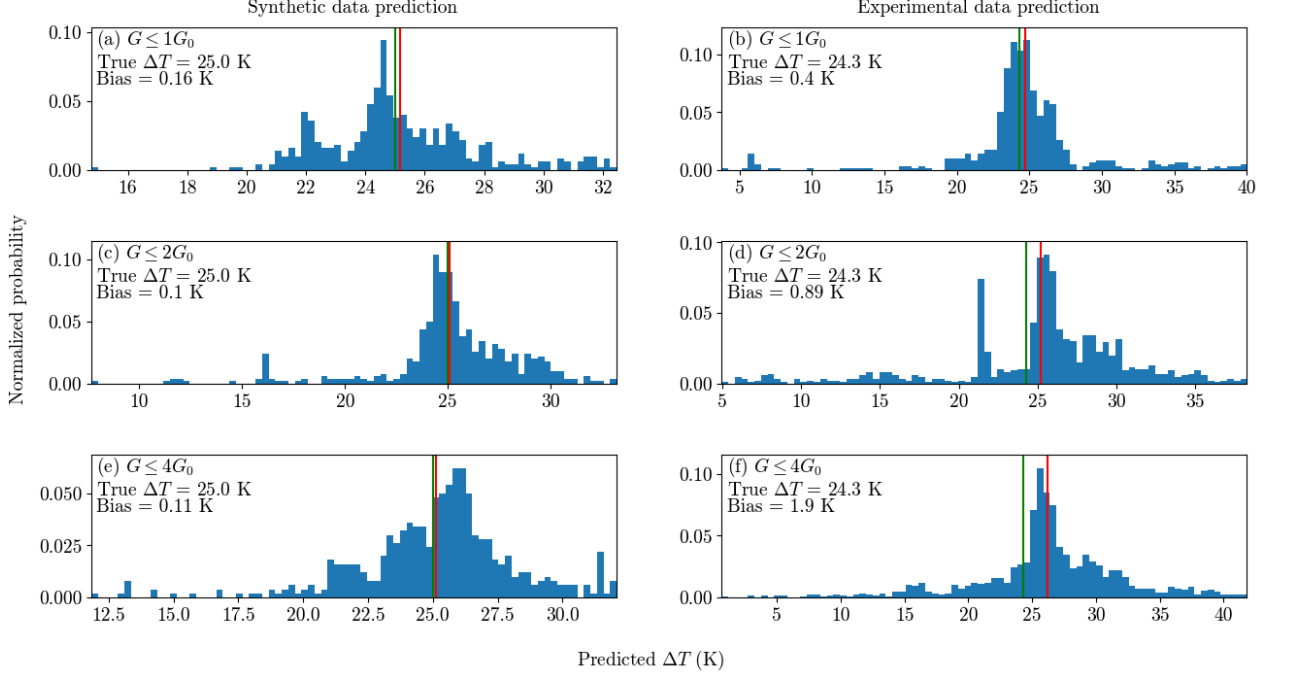 Synthetic data prediction
Experimental data prediction
Normalized probability
(a) G ≤ 1G₀
True ΔT = 25.0 K
Bias = 0.16 K
0.10
0.05
0.00
16 18 20 22 24 26 28 30 32
(b) G ≤ 1G₀
True ΔT = 24.3 K
Bias = 0.4 K
0.10
0.05
0.00
5 10 15 20 25 30 35 40
(c) G ≤ 2G₀
True ΔT = 25.0 K
Bias = 0.1 K
0.10
0.05
0.00
10 15 20 25 30
(d) G ≤ 2G₀
True ΔT = 24.3 K
Bias = 0.89 K
0.10
0.05
0.00
5 10 15 20 25 30 35
(e) G ≤ 4G₀
True ΔT = 25.0 K
Bias = 0.11 K
0.050
0.025
0.000
12.5 15.0 17.5 20.0 22.5 25.0 27.5 30.0
(f) G ≤ 4G₀
True ΔT = 24.3 K
Bias = 1.9 K
0.10
0.05
0.00
5 10 15 20 25 30 35 40
Predicted ΔT (K)